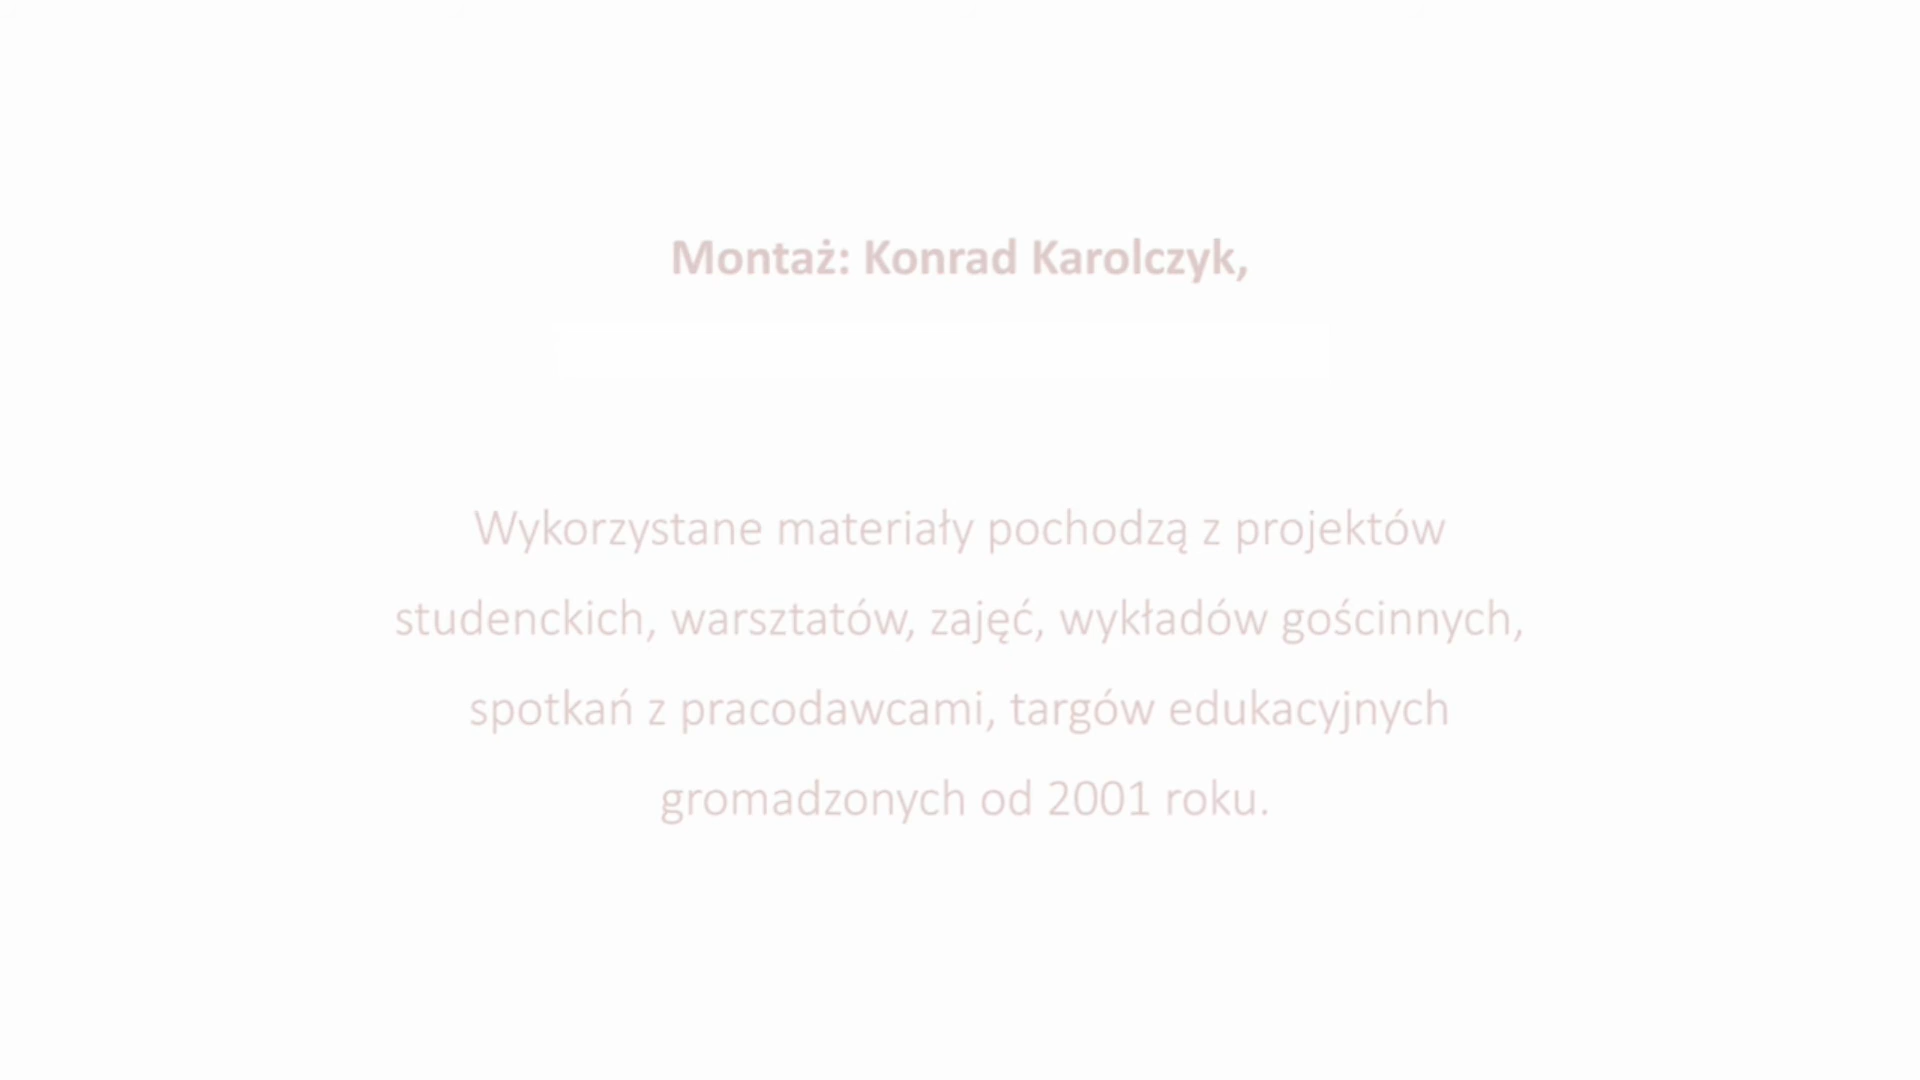 Montaż: Konrad Karolczyk,
Wykorzystane materiały pochodzą z projektów
studenckich, warsztatów, zajęć, wykładów gościnnych,
spotkań z pracodawcami, targów edukacyjnych
gromadzonych od 2001 roku.